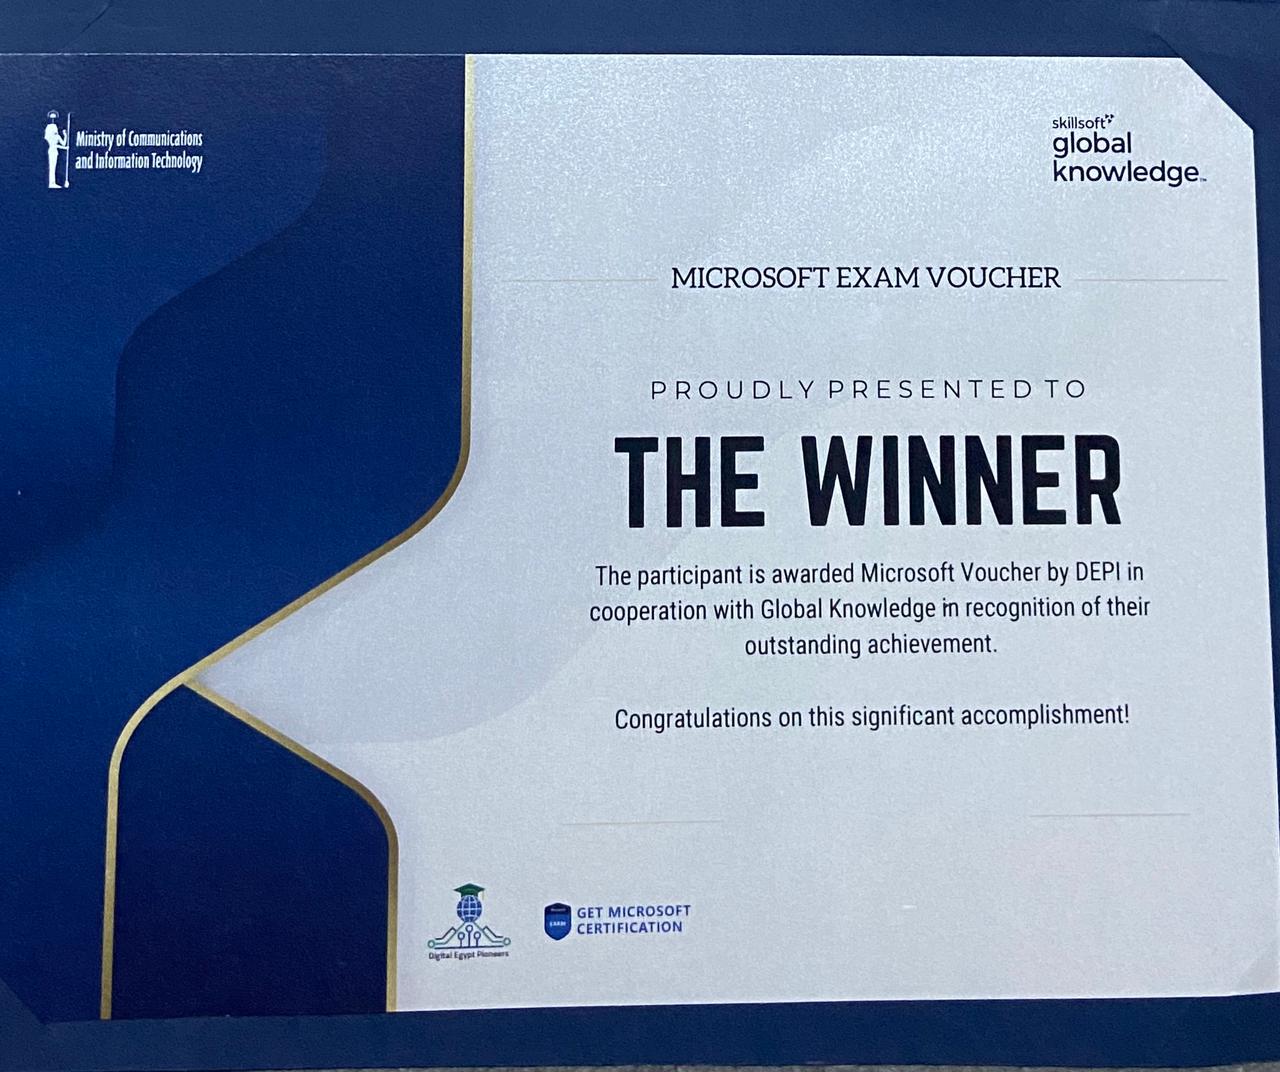 Ministry of Communications
and Information Technology
skillsoft
global
knowledge™
MICROSOFT EXAM VOUCHER
PROUDLY PRESENTED TO
THE WINNER
The participant is awarded Microsoft Voucher by DEPI in
cooperation with Global Knowledge in recognition of their
outstanding achievement.
Congratulations on this significant accomplishment!
Digital Egypt Pioneers
Microsoft
EXAM
GET MICROSOFT
CERTIFICATION